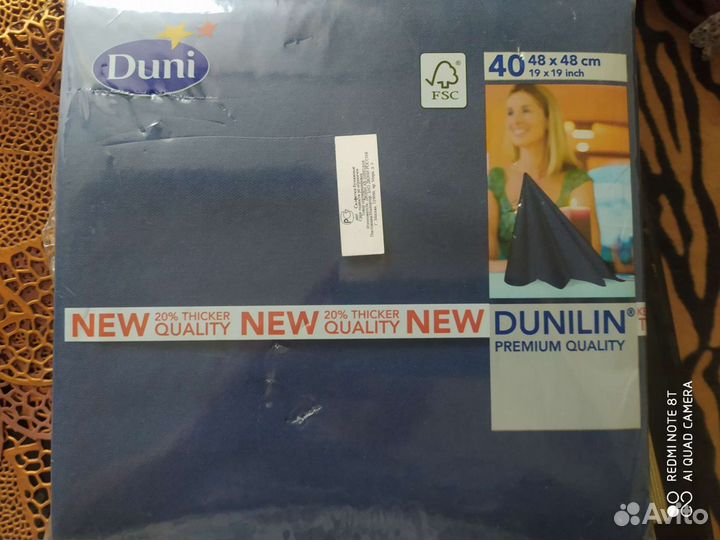 Duni
FSC
40 48 x 48 cm
19 x 19 inch
NEW 20% THICKER QUALITY NEW 20% THICKER QUALITY NEW
DUNILIN®
PREMIUM QUALITY
REDMI NOTE 8T
AI QUAD CAMERA
Avito